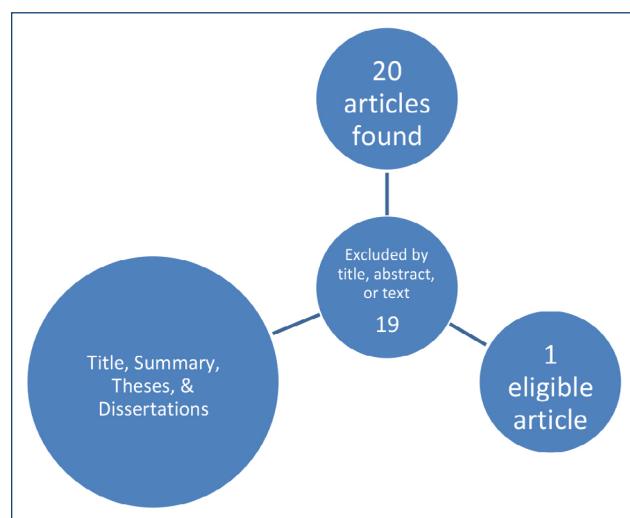 20
articles
found
Excluded by
title, abstract,
or text
19
Title, Summary,
Theses, &
Dissertations
1
eligible
article